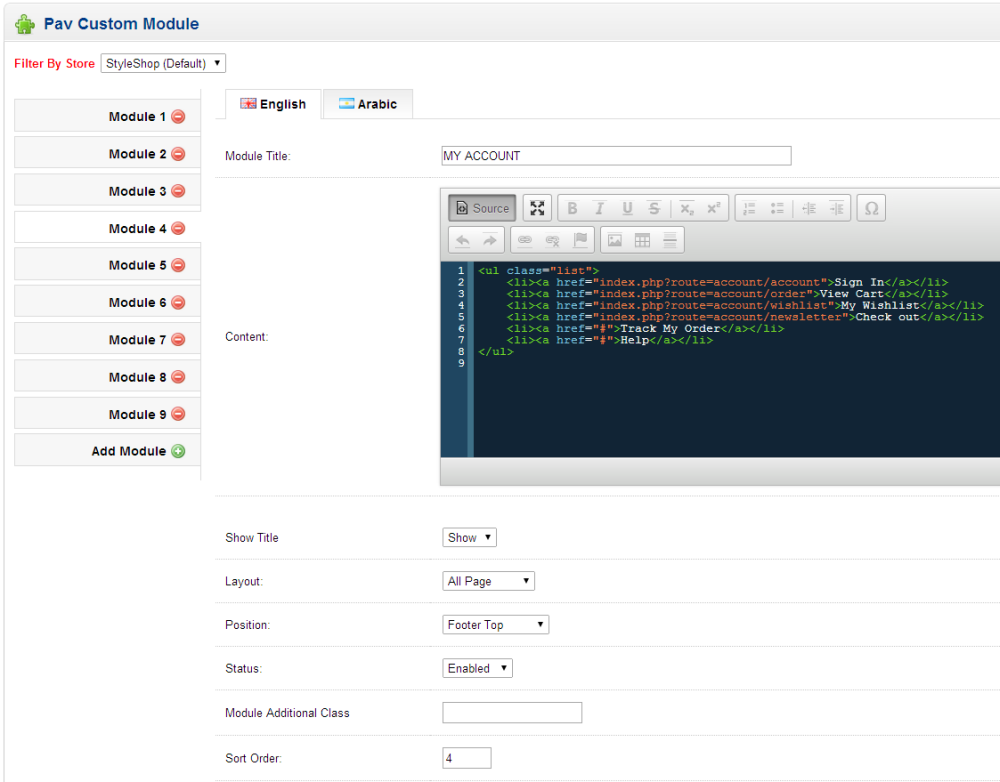 Pav Custom Module
Filter By Store StyleShop (Default)
Module 1
Module 2
Module 3
Module 4
Module 5
Module 6
Module 7
Module 8
Module 9
Add Module
English Arabic
Module Title: MY ACCOUNT
Content:
Source B I U S x₂ x² Ω
1 <ul class="list">
2 <li><a href="index.php?route=account/account">Sign In</a></li>
3 <li><a href="index.php?route=account/order">View Cart</a></li>
4 <li><a href="index.php?route=account/wishlist">My Wishlist</a></li>
5 <li><a href="index.php?route=account/newsletter">Check out</a></li>
6 <li><a href="#">Track My Order</a></li>
7 <li><a href="#">Help</a></li>
8 </ul>
9
Show Title Show
Layout: All Page
Position: Footer Top
Status: Enabled
Module Additional Class
Sort Order: 4